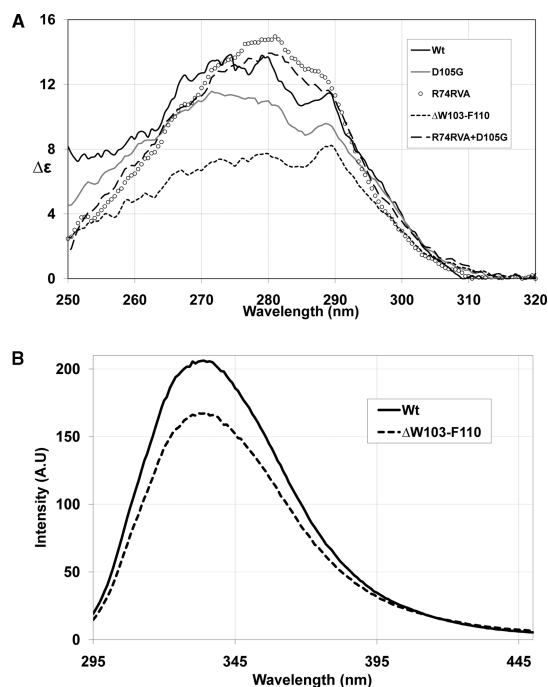 A
16
12
8
4
0
Δε
Wt
D105G
R74RVA
ΔW103-F110
R74RVA+D105G
250
260
270
280
290
300
310
320
Wavelength (nm)
B
200
150
100
50
0
Intensity (A.U)
Wt
ΔW103-F110
295
345
395
445
Wavelength (nm)